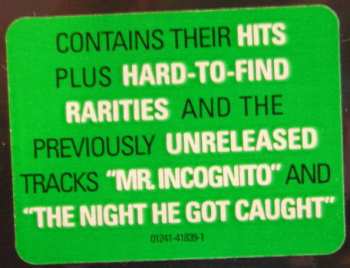 CONTAINS THEIR HITS
PLUS HARD-TO-FIND
RARITIES AND THE
PREVIOUSLY UNRELEASED
TRACKS "MR. INCOGNITO" AND
"THE NIGHT HE GOT CAUGHT"
01241-41839-1